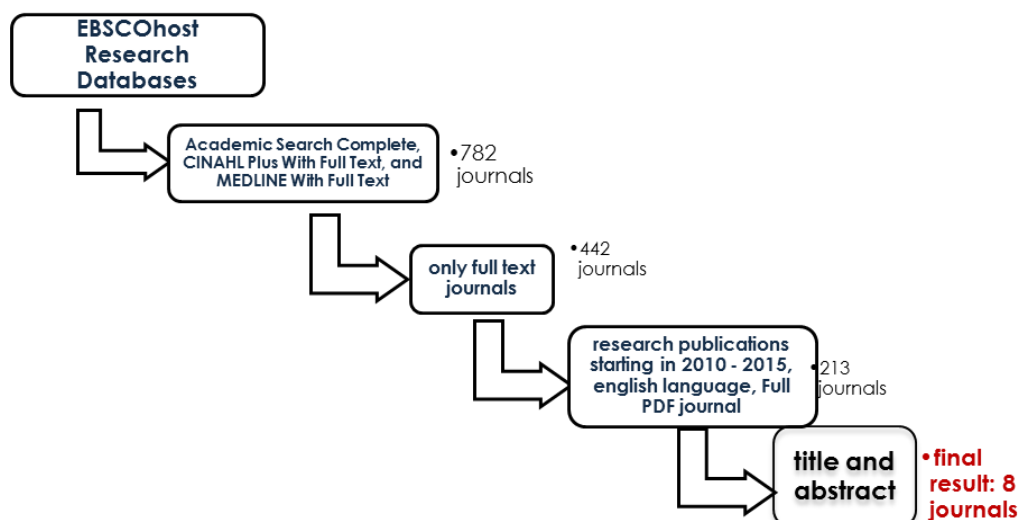 EBSCOhost
Research
Databases
Academic Search Complete,
CINAHL Plus With Full Text, and
MEDLINE With Full Text
•782
journals
only full text
journals
•442
journals
research publications
starting in 2010 - 2015,
english language, Full
PDF journal
•213
journals
title and
abstract
•final
result: 8
journals